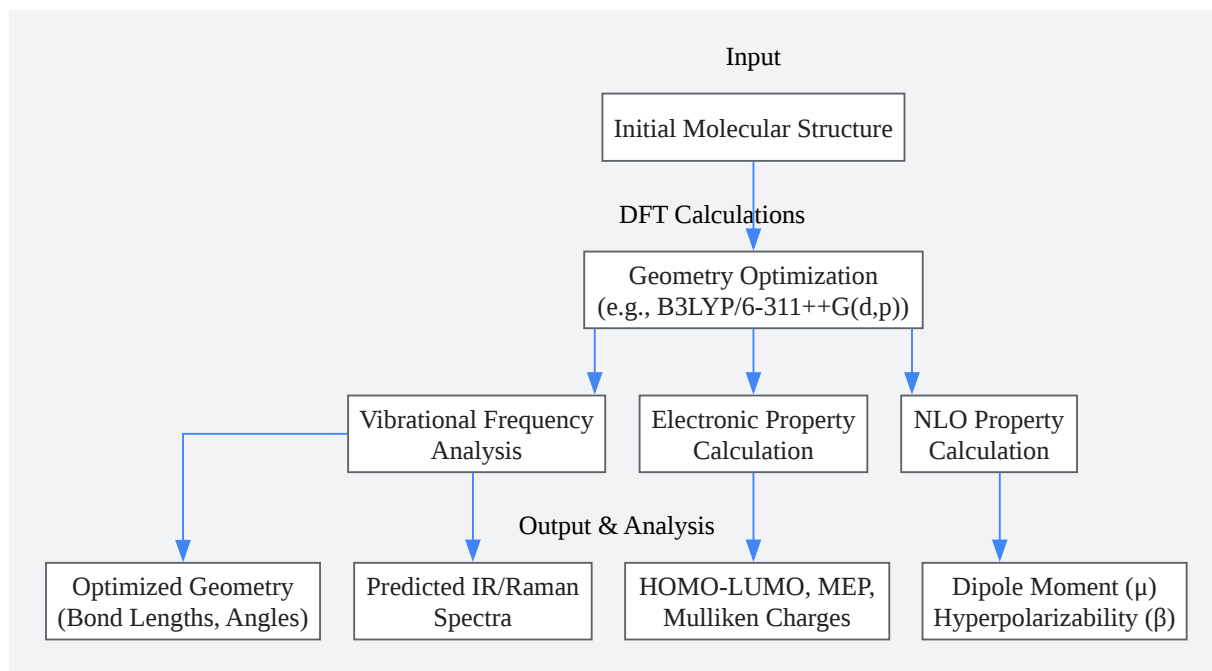 Input
Initial Molecular Structure
DFT Calculations
Geometry Optimization
(e.g., B3LYP/6-311++G(d,p))
Vibrational Frequency
Analysis
Electronic Property
Calculation
NLO Property
Calculation
Output & Analysis
Optimized Geometry
(Bond Lengths, Angles)
Predicted IR/Raman
Spectra
HOMO-LUMO, MEP,
Mulliken Charges
Dipole Moment (μ)
Hyperpolarizability (β)